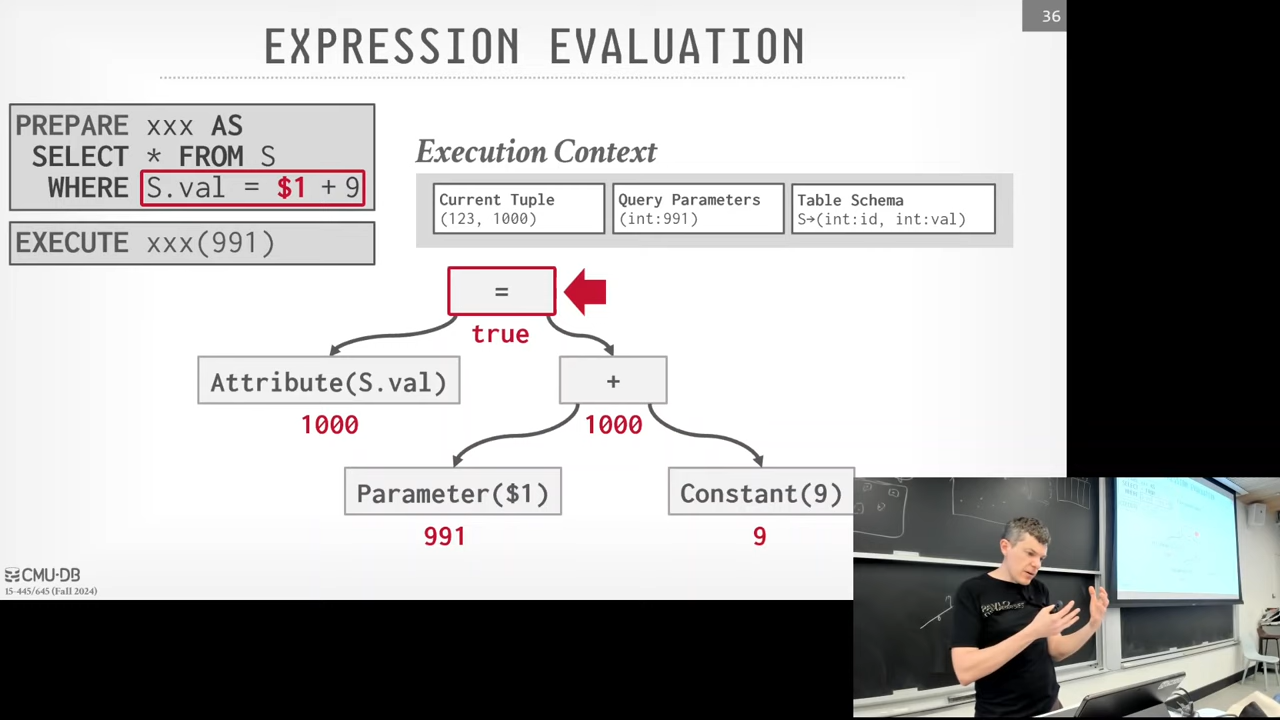 36
EXPRESSION EVALUATION
PREPARE xxx AS
SELECT * FROM S
WHERE S.val = $1 + 9
EXECUTE xxx(991)
Execution Context
Current Tuple
(123, 1000)
Query Parameters
(int:991)
Table Schema
S→(int:id, int:val)
=
true
Attribute(S.val)
1000
+
1000
Parameter($1)
991
Constant(9)
9
CMU·DB
15-445/645 (Fall 2024)